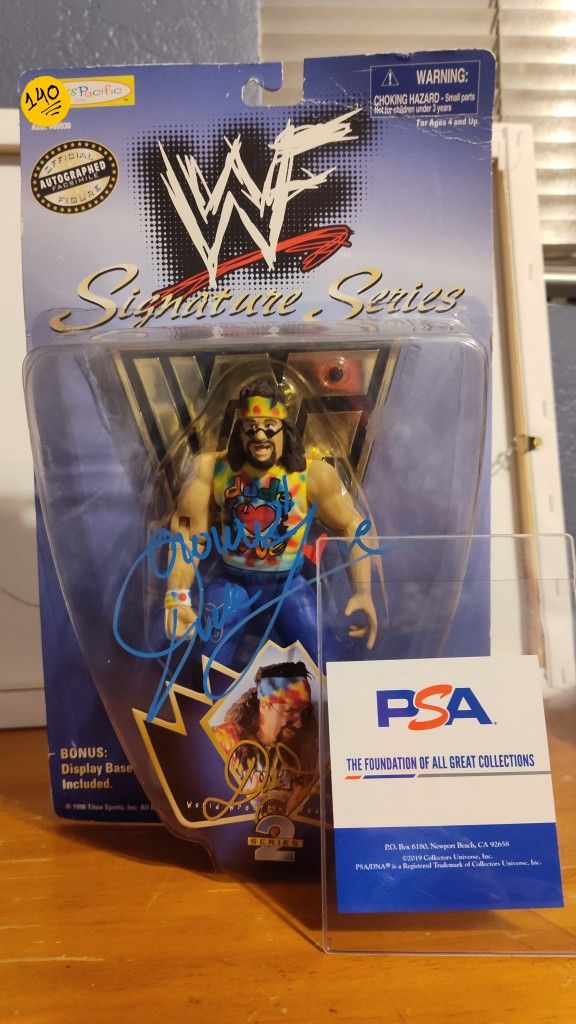 140
Pacific
WARNING:
CHOKING HAZARD - Small parts
Not for children under 3 years
For Ages 4 and Up.
OFFICIAL
AUTOGRAPHED
FACSIMILE
FIGURE
WWF
Signature Series
dude
BONUS:
Display Base
Included.
© 1998 Titan Sports, Inc. All
World
SERIES
2
PSA
THE FOUNDATION OF ALL GREAT COLLECTIONS
P.O. Box 6180, Newport Beach, CA 92658
©2019 Collectors Universe, Inc.
PSA/DNA® is a Registered Trademark of Collectors Universe, Inc.